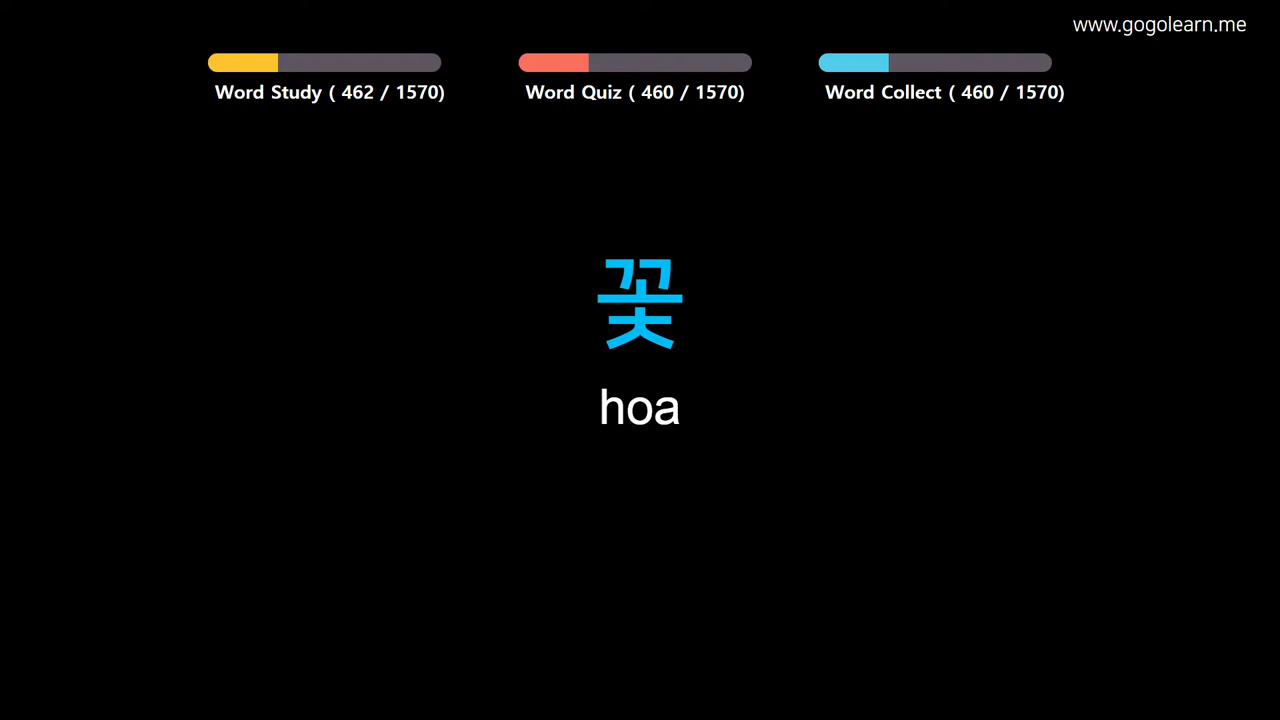 www.gogolearn.me
Word Study ( 462 / 1570)
Word Quiz ( 460 / 1570)
Word Collect ( 460 / 1570)
꽃
hoa